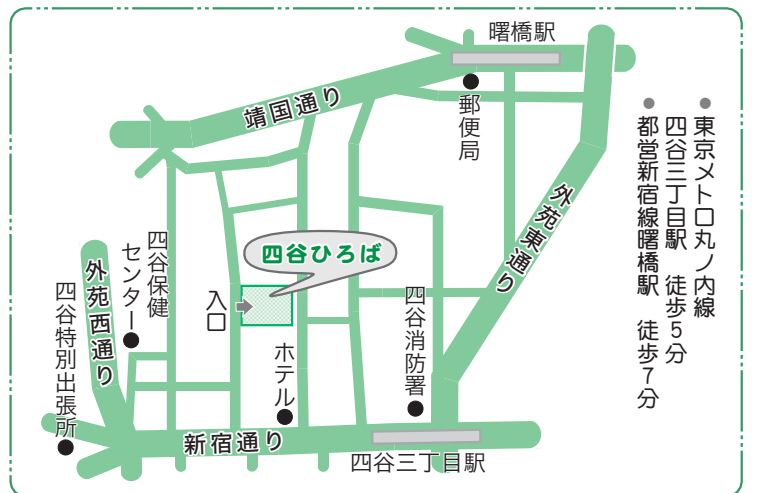 曙橋駅
靖国通り
郵便局
外苑東通り
四谷ひろば
入口
四谷保健
センター
外苑西通り
四谷特別出張所
ホテル
四谷消防署
新宿通り
四谷三丁目駅
● 東京メトロ丸ノ内線
四谷三丁目駅 徒歩5分
● 都営新宿線曙橋駅 徒歩7分